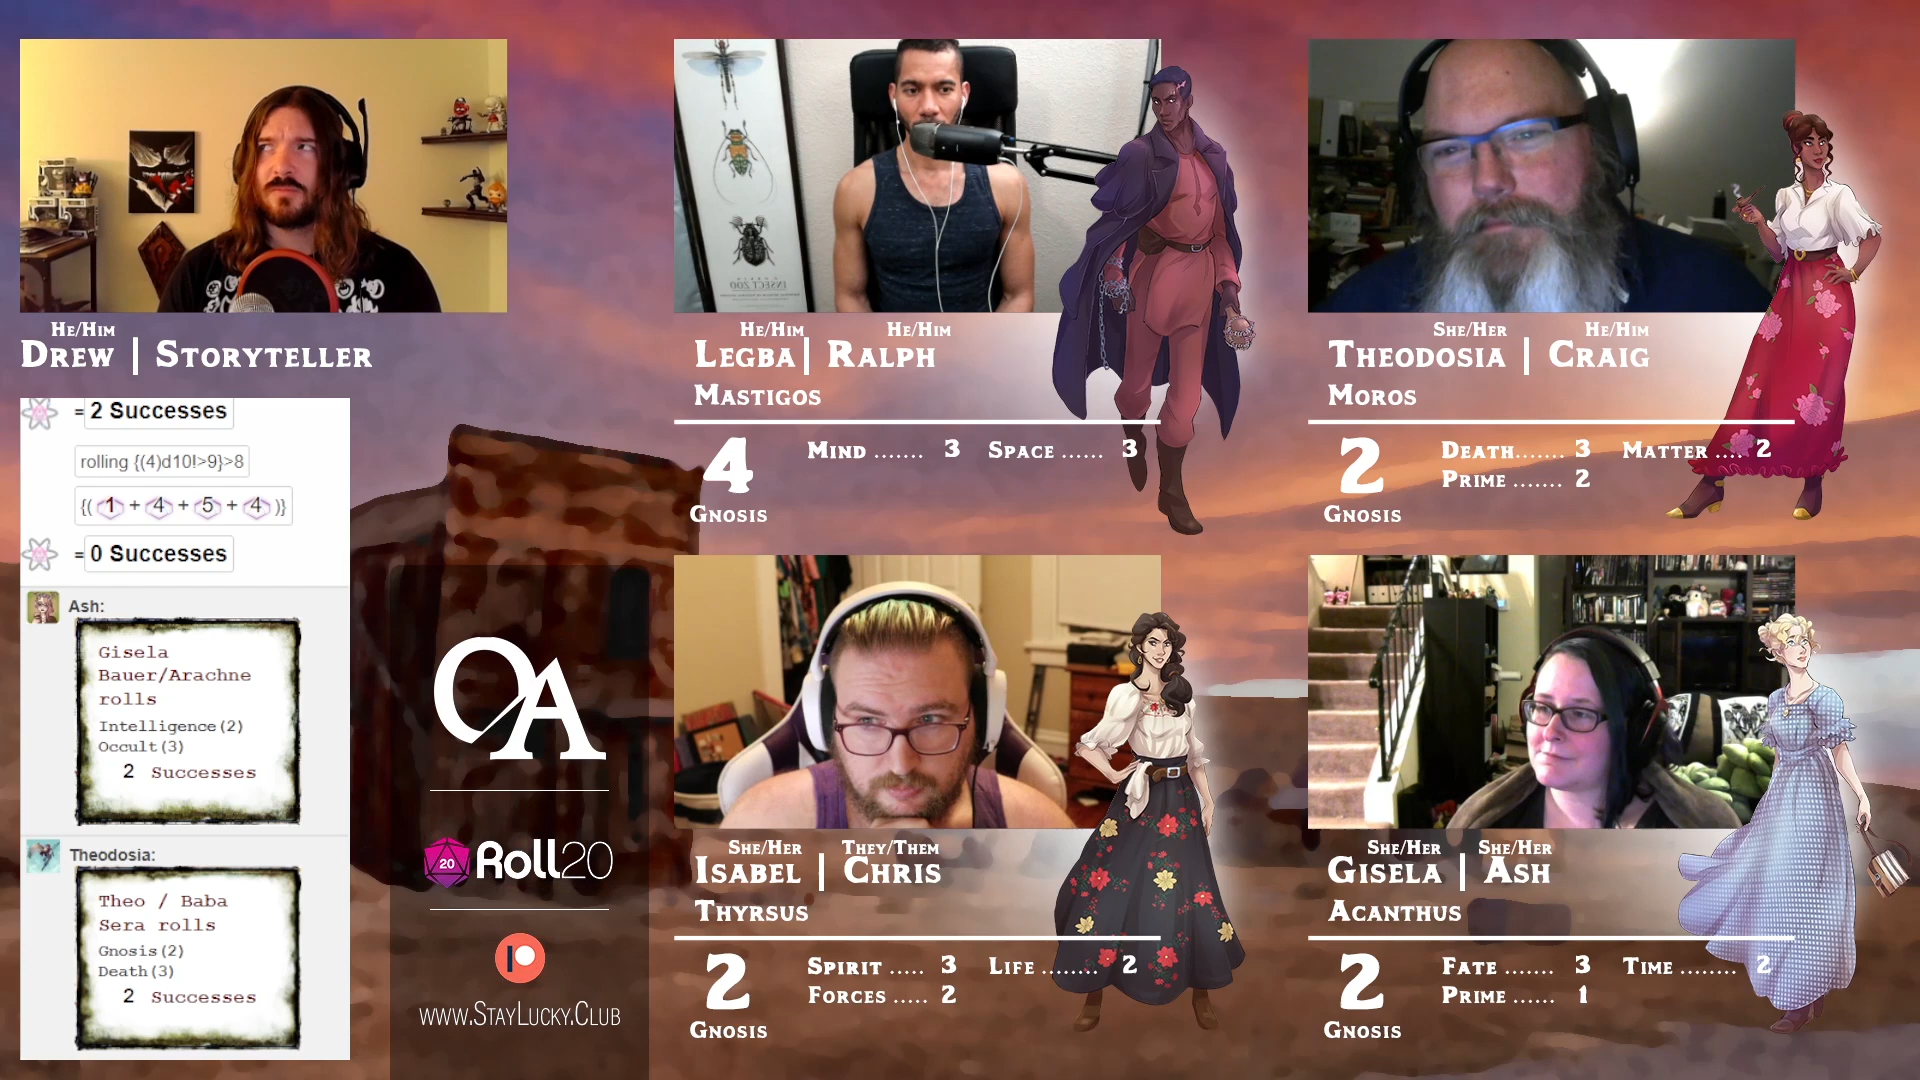 He/Him
Drew | Storyteller
He/Him He/Him
Legba | Ralph
Mastigos
4
Gnosis
Mind ....... 3 Space ...... 3
She/Her He/Him
Theodosia | Craig
Moros
2
Gnosis
Death....... 3 Matter .... 2
Prime ....... 2
= 2 Successes
rolling {(4)d10!>9}>8
{( 1 + 4 + 5 + 4 )}
= 0 Successes
Ash:
Gisela
Bauer/Arachne
rolls
Intelligence(2)
Occult(3)
2 Successes
Theodosia:
Theo / Baba
Sera rolls
Gnosis(2)
Death(3)
2 Successes
OA
20 Roll20
www.StayLucky.Club
She/Her They/Them
Isabel | Chris
Thyrsus
2
Gnosis
Spirit ..... 3 Life ........ 2
Forces ..... 2
She/Her She/Her
Gisela | Ash
Acanthus
2
Gnosis
Fate ....... 3 Time ........ 2
Prime ...... 1